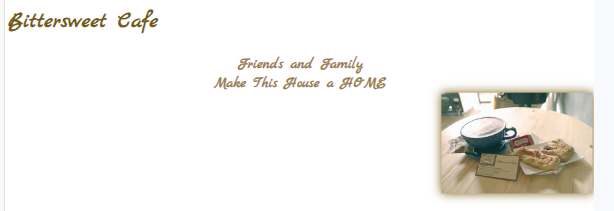 Bittersweet Cafe
Friends and Family
Make This House a HOME